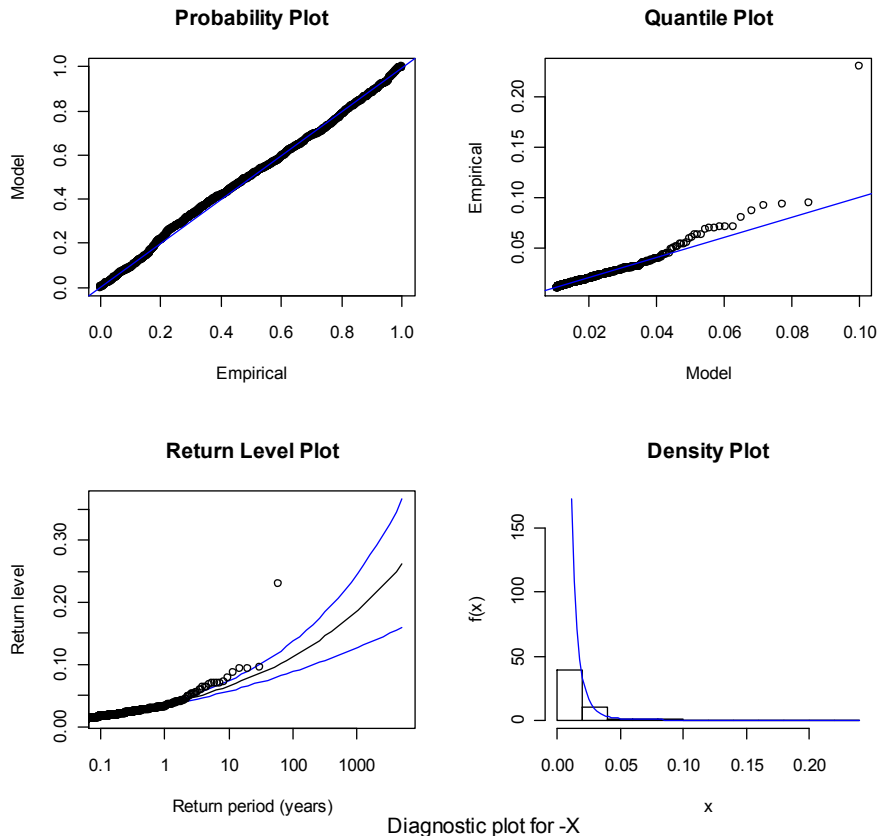 Probability Plot
Model
0.0 0.2 0.4 0.6 0.8 1.0
0.0 0.2 0.4 0.6 0.8 1.0
Empirical
Quantile Plot
Empirical
0.05 0.10 0.15 0.20
0.02 0.04 0.06 0.08 0.10
Model
Return Level Plot
Return level
0.00 0.10 0.20 0.30
0.1 1 10 100 1000
Return period (years)
Density Plot
f(x)
0 50 100 150
0.00 0.05 0.10 0.15 0.20
x
Diagnostic plot for -X